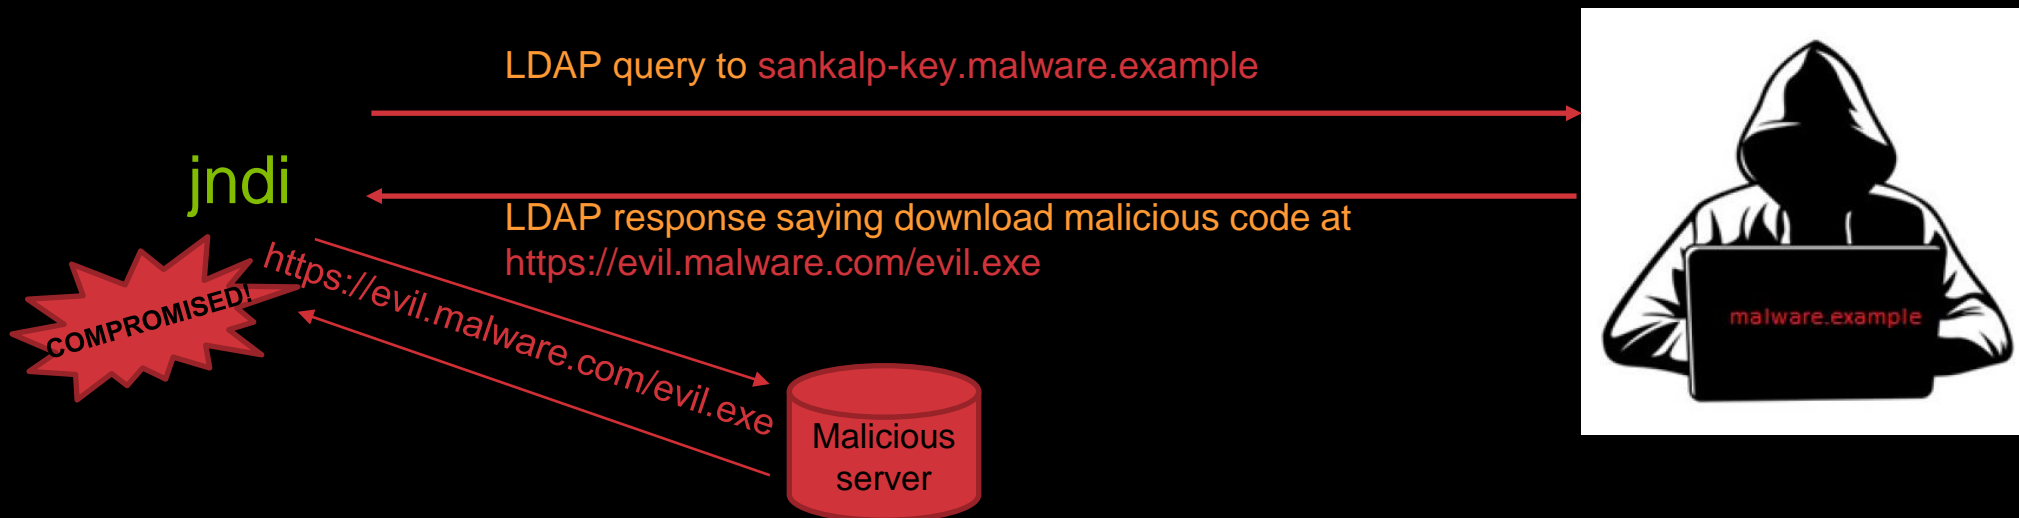 LDAP query to sankalp-key.malware.example
jndi
LDAP response saying download malicious code at
https://evil.malware.com/evil.exe
COMPROMISED!
https://evil.malware.com/evil.exe
malware.example
Malicious
server